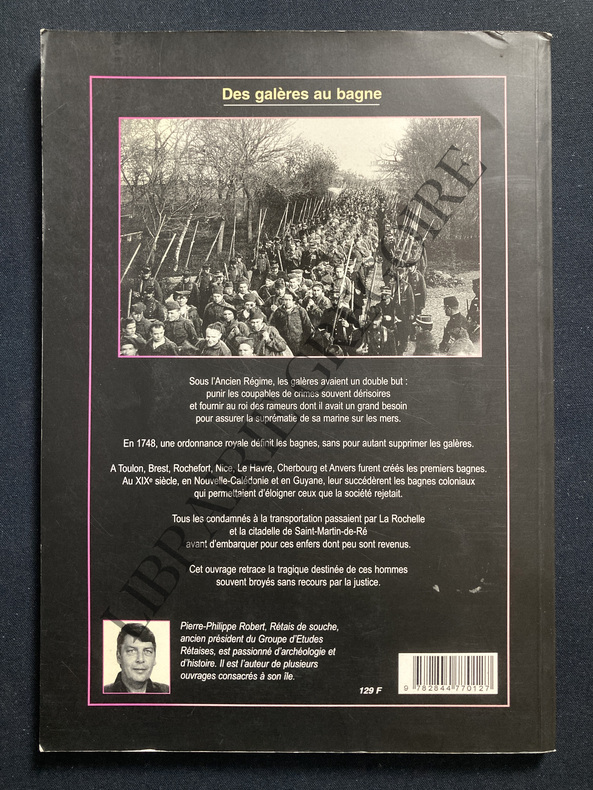 Des galères au bagne
Sous l'Ancien Régime, les galères avaient un double but :
punir les coupables de crimes souvent dérisoires
et fournir au roi des rameurs dont il avait un grand besoin
pour assurer la suprématie de sa marine sur les mers.
En 1748, une ordonnance royale définit les bagnes, sans pour autant supprimer les galères.
A Toulon, Brest, Rochefort, Nice, Le Havre, Cherbourg et Anvers furent créés les premiers bagnes.
Au XIXe siècle, en Nouvelle-Calédonie et en Guyane, leur succédèrent les bagnes coloniaux
qui permettaient d'éloigner ceux que la société rejetait.
Tous les condamnés à la transportation passaient par La Rochelle
et la citadelle de Saint-Martin-de-Ré
avant d'embarquer pour ces enfers dont peu sont revenus.
Cet ouvrage retrace la tragique destinée de ces hommes
souvent broyés sans recours par la justice.
Pierre-Philippe Robert, Rétais de souche,
ancien président du Groupe d'Etudes
Rétaises, est passionné d'archéologie et
d'histoire. Il est l'auteur de plusieurs
ouvrages consacrés à son île.
129 F
9 782844 770127
LIBRAIRIE GREGOIRE